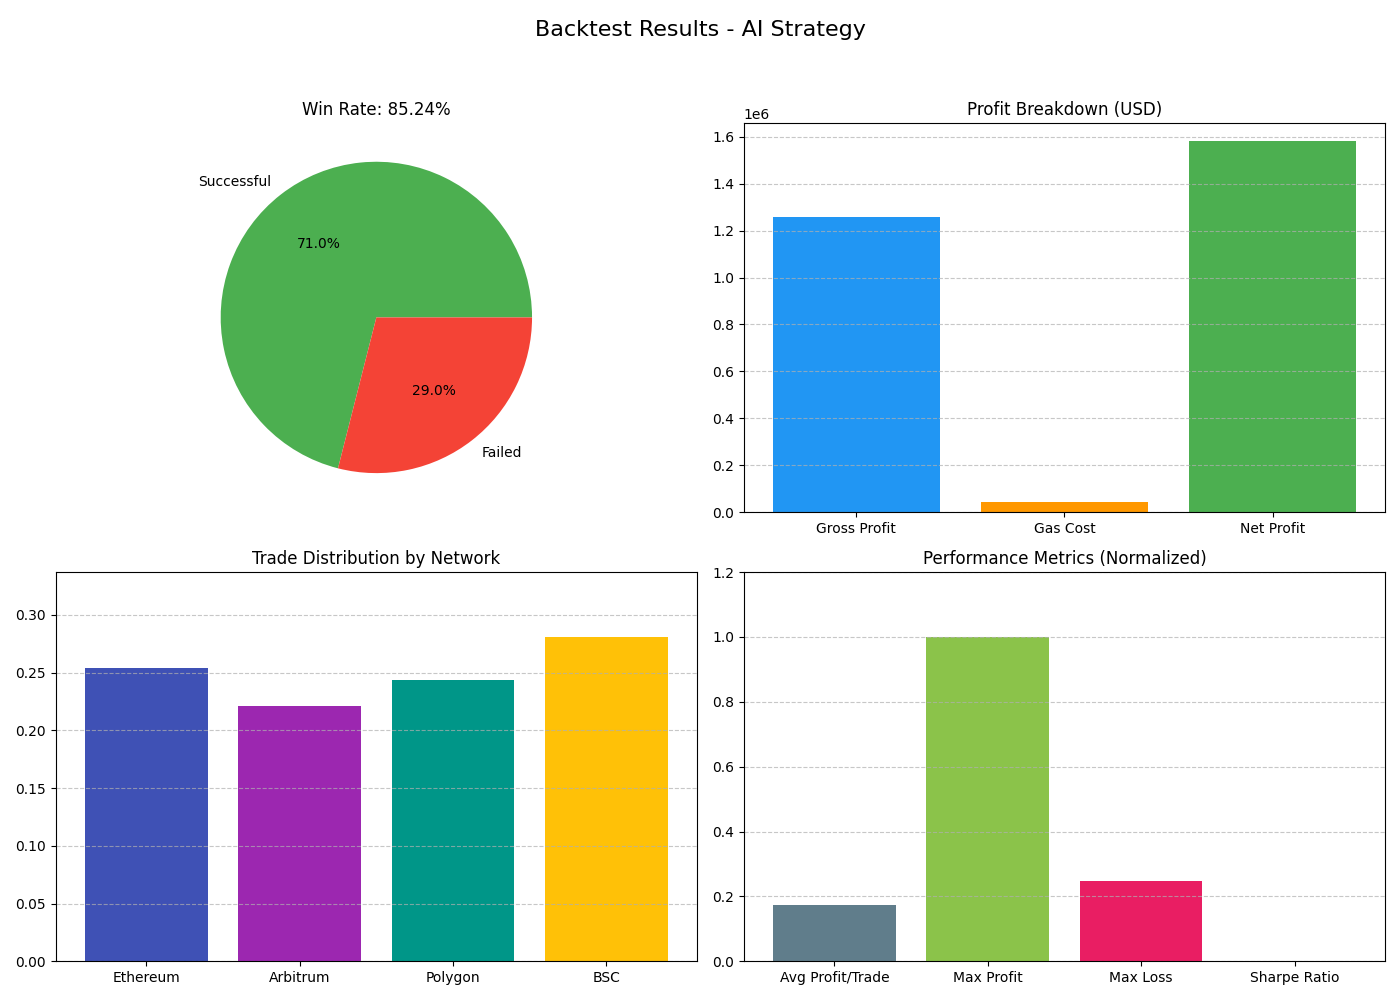 Backtest Results - AI Strategy
Win Rate: 85.24%
Successful
71.0%
29.0%
Failed
Profit Breakdown (USD)
1e6
1.6
1.4
1.2
1.0
0.8
0.6
0.4
0.2
0.0
Gross Profit
Gas Cost
Net Profit
Trade Distribution by Network
0.30
0.25
0.20
0.15
0.10
0.05
0.00
Ethereum
Arbitrum
Polygon
BSC
Performance Metrics (Normalized)
1.2
1.0
0.8
0.6
0.4
0.2
0.0
Avg Profit/Trade
Max Profit
Max Loss
Sharpe Ratio